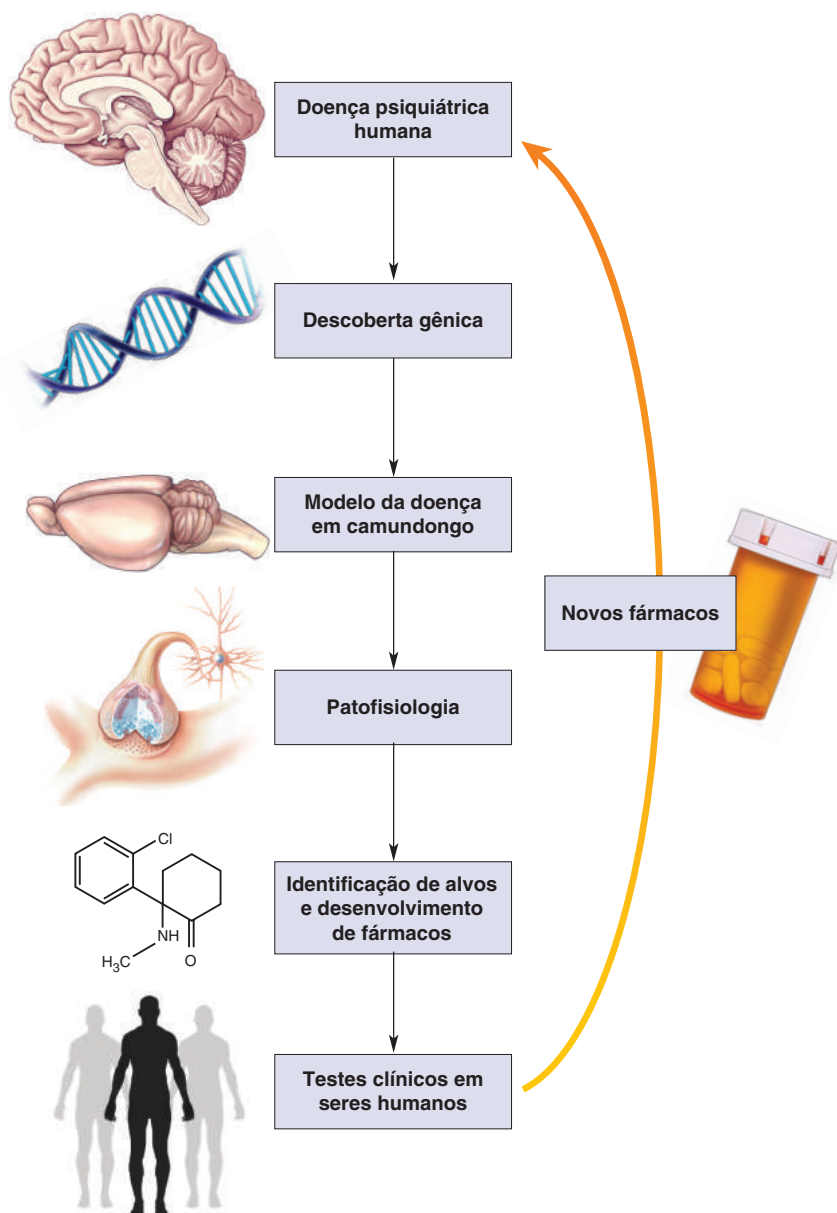 Doença psiquiátrica
humana
Descoberta gênica
Modelo da doença
em camundongo
Novos fármacos
Patofisiologia
Cl
NH
H₃C
O
Identificação de alvos
e desenvolvimento
de fármacos
Testes clínicos em
seres humanos